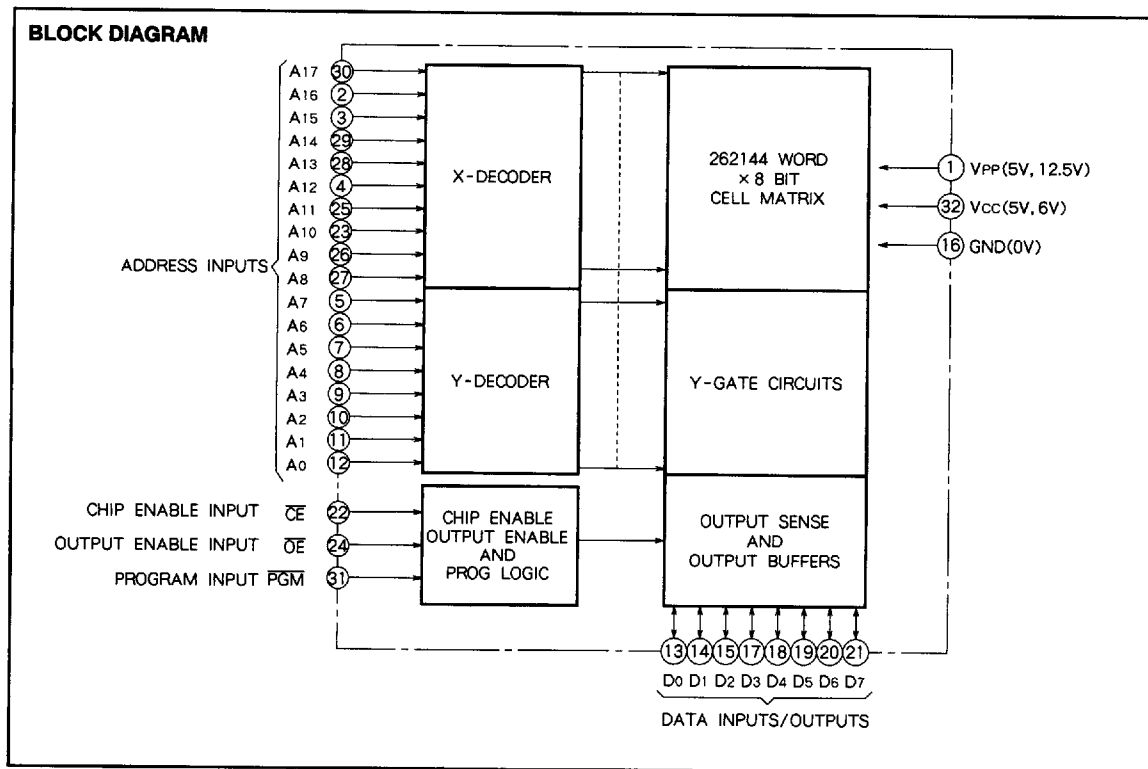 BLOCK DIAGRAM
A17 30
A16 2
A15 3
A14 29
A13 28
A12 4
A11 25
A10 23
A9 26
A8 27
A7 5
A6 6
A5 7
A4 8
A3 9
A2 10
A1 11
A0 12
ADDRESS INPUTS
CHIP ENABLE INPUT C̅E̅ 22
OUTPUT ENABLE INPUT O̅E̅ 24
PROGRAM INPUT P̅G̅M̅ 31
X-DECODER
Y-DECODER
CHIP ENABLE
OUTPUT ENABLE
AND
PROG LOGIC
262144 WORD
× 8 BIT
CELL MATRIX
Y-GATE CIRCUITS
OUTPUT SENSE
AND
OUTPUT BUFFERS
1 VPP(5V, 12.5V)
32 VCC(5V, 6V)
16 GND(0V)
13 14 15 17 18 19 20 21
D0 D1 D2 D3 D4 D5 D6 D7
DATA INPUTS/OUTPUTS